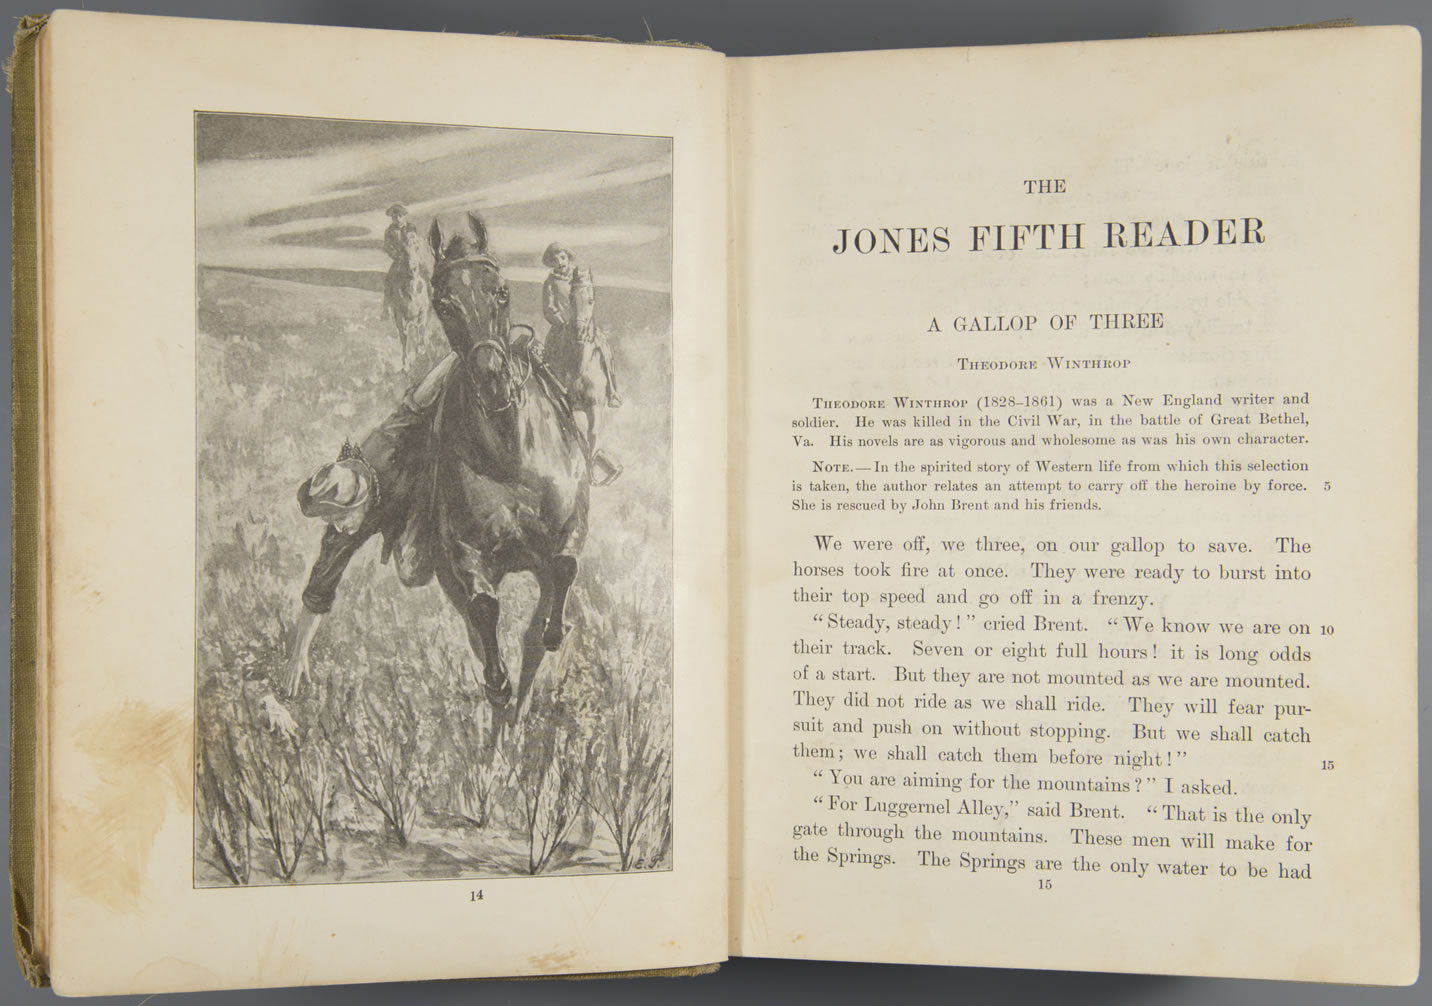 I.E.J.
14
THE
JONES FIFTH READER
A GALLOP OF THREE
THEODORE WINTHROP
THEODORE WINTHROP (1828–1861) was a New England writer and
soldier. He was killed in the Civil War, in the battle of Great Bethel,
Va. His novels are as vigorous and wholesome as was his own character.
NOTE.—In the spirited story of Western life from which this selection
is taken, the author relates an attempt to carry off the heroine by force. 5
She is rescued by John Brent and his friends.
We were off, we three, on our gallop to save. The
horses took fire at once. They were ready to burst into
their top speed and go off in a frenzy.
“Steady, steady!” cried Brent. “We know we are on 10
their track. Seven or eight full hours! it is long odds
of a start. But they are not mounted as we are mounted.
They did not ride as we shall ride. They will fear pur-
suit and push on without stopping. But we shall catch
them; we shall catch them before night!” 15
“You are aiming for the mountains?” I asked.
“For Luggernel Alley,” said Brent. “That is the only
gate through the mountains. These men will make for
the Springs. The Springs are the only water to be had
15